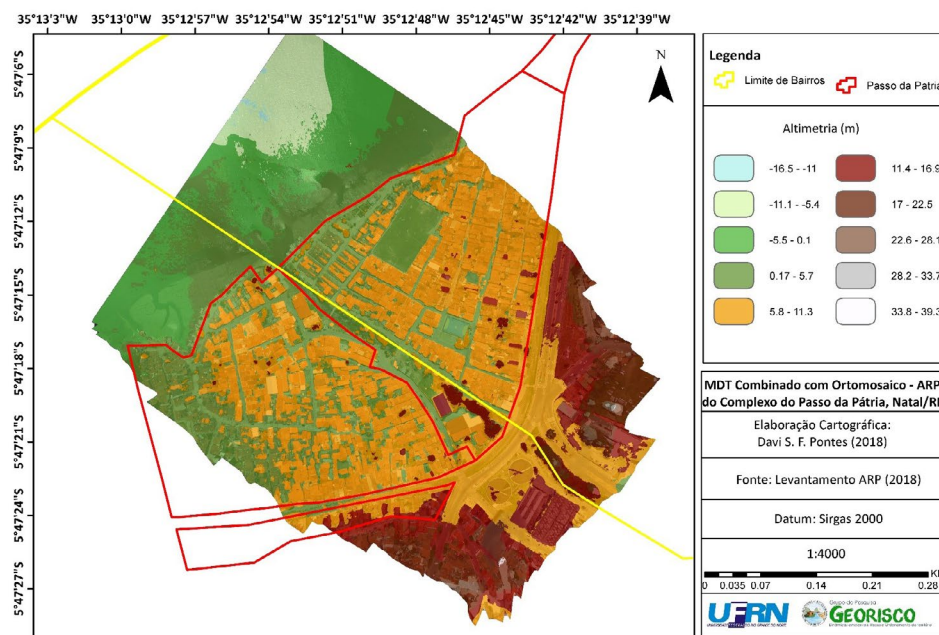 35°13'3"W 35°13'0"W 35°12'57"W 35°12'54"W 35°12'51"W 35°12'48"W 35°12'45"W 35°12'42"W 35°12'39"W
5°47'6"S
5°47'9"S
5°47'12"S
5°47'15"S
5°47'18"S
5°47'21"S
5°47'24"S
5°47'27"S
N
Legenda
Limite de Bairros Passo da Pátria
Altimetria (m)
-16.5 - -11 11.4 - 16.9
-11.1 - -5.4 17 - 22.5
-5.5 - 0.1 22.6 - 28.1
0.17 - 5.7 28.2 - 33.7
5.8 - 11.3 33.8 - 39.3
MDT Combinado com Ortomosaico - ARP
do Complexo do Passo da Pátria, Natal/R
Elaboração Cartográfica:
Davi S. F. Pontes (2018)
Fonte: Levantamento ARP (2018)
Datum: Sirgas 2000
1:4000
K
0 0.035 0.07 0.14 0.21 0.28
UFRN
Grupo de Pesquisa
GEORISCO